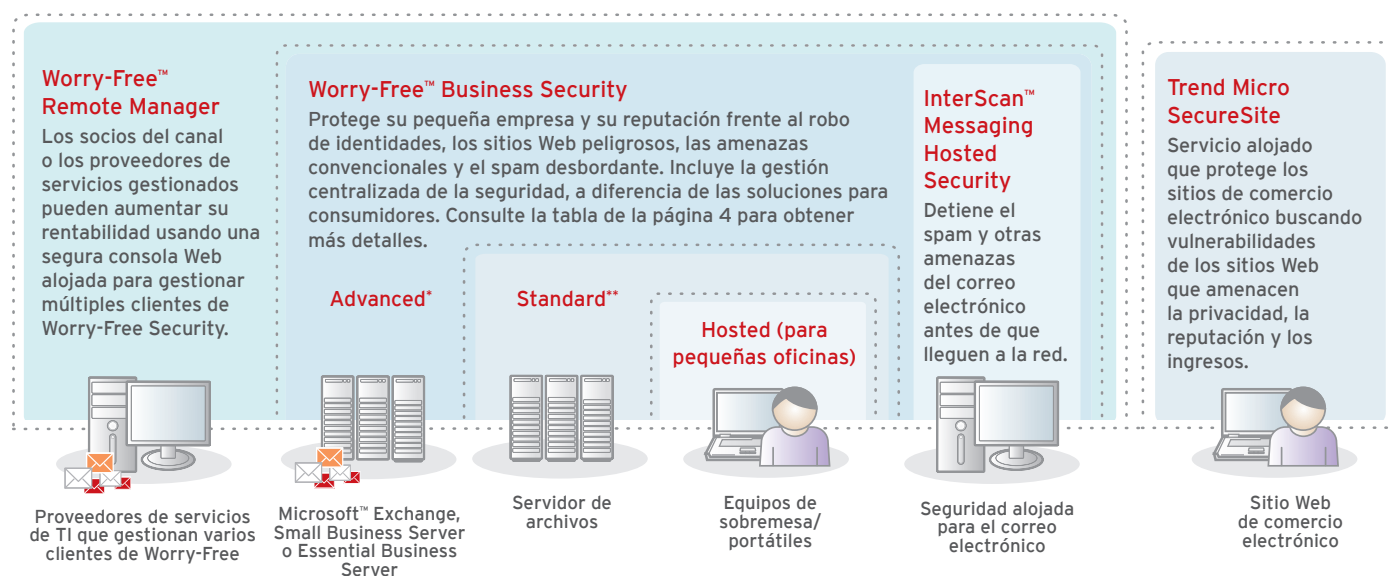 Worry-Free™
Remote Manager
Los socios del canal
o los proveedores de
servicios gestionados
pueden aumentar su
rentabilidad usando una
segura consola Web
alojada para gestionar
múltiples clientes de
Worry-Free Security.
Worry-Free™ Business Security
Protege su pequeña empresa y su reputación frente al robo
de identidades, los sitios Web peligrosos, las amenazas
convencionales y el spam desbordante. Incluye la gestión
centralizada de la seguridad, a diferencia de las soluciones para
consumidores. Consulte la tabla de la página 4 para obtener
más detalles.
Advanced*
Standard**
Hosted (para
pequeñas oficinas)
InterScan™
Messaging
Hosted
Security
Detiene el
spam y otras
amenazas
del correo
electrónico
antes de que
lleguen a la red.
Trend Micro
SecureSite
Servicio alojado
que protege los
sitios de comercio
electrónico buscando
vulnerabilidades
de los sitios Web
que amenacen
la privacidad, la
reputación y los
ingresos.
Proveedores de servicios
de TI que gestionan varios
clientes de Worry-Free
Microsoft™ Exchange,
Small Business Server
o Essential Business
Server
Servidor de
archivos
Equipos de
sobremesa/
portátiles
Seguridad alojada
para el correo
electrónico
Sitio Web
de comercio
electrónico